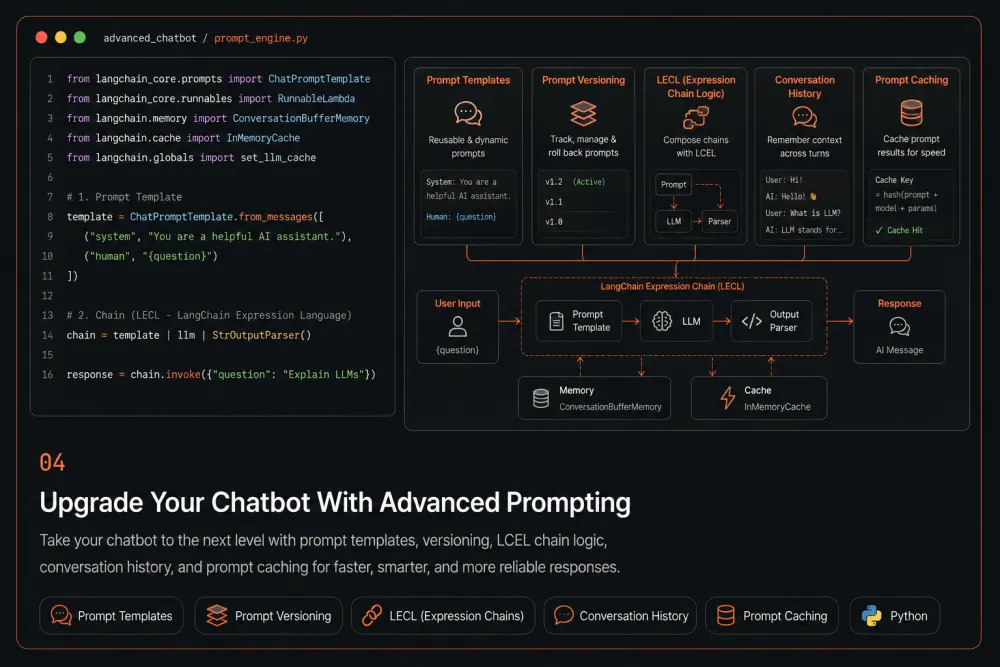 advanced_chatbot / prompt_engine.py
1 from langchain_core.prompts import ChatPromptTemplate
2 from langchain_core.runnables import RunnableLambda
3 from langchain.memory import ConversationBufferMemory
4 from langchain.cache import InMemoryCache
5 from langchain.globals import set_llm_cache
6
7 # 1. Prompt Template
8 template = ChatPromptTemplate.from_messages([
9 ("system", "You are a helpful AI assistant."),
10 ("human", "{question}")
11 ])
12
13 # 2. Chain (LECL - LangChain Expression Language)
14 chain = template | llm | StrOutputParser()
15
16 response = chain.invoke({"question": "Explain LLMs"})
Prompt Templates
Reusable & dynamic
prompts
System: You are a
helpful AI assistant.
Human: {question}
Prompt Versioning
Track, manage &
roll back prompts
v1.2 (Active)
v1.1
v1.0
LECL (Expression
Chain Logic)
Compose chains
with LCEL
Prompt
LLM
Parser
Conversation
History
Remember context
across turns
User: Hi!
AI: Hello! 👋
User: What is LLM?
AI: LLM stands for…
Prompt Caching
Cache prompt
results for speed
Cache Key
= hash(prompt +
model + params)
✓ Cache Hit
LangChain Expression Chain (LECL)
User Input
{question}
Prompt
Template
LLM
</>
Output
Parser
Response
AI Message
Memory
ConversationBufferMemory
Cache
InMemoryCache
04
Upgrade Your Chatbot With Advanced Prompting
Take your chatbot to the next level with prompt templates, versioning, LCEL chain logic,
conversation history, and prompt caching for faster, smarter, and more reliable responses.
Prompt Templates
Prompt Versioning
LECL (Expression Chains)
Conversation History
Prompt Caching
Python